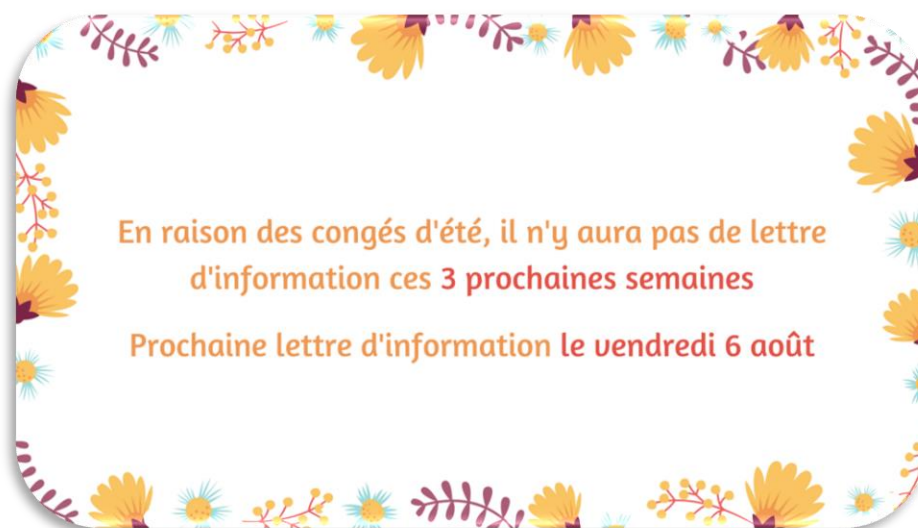 En raison des congés d'été, il n'y aura pas de lettre
d'information ces 3 prochaines semaines
Prochaine lettre d'information le vendredi 6 août